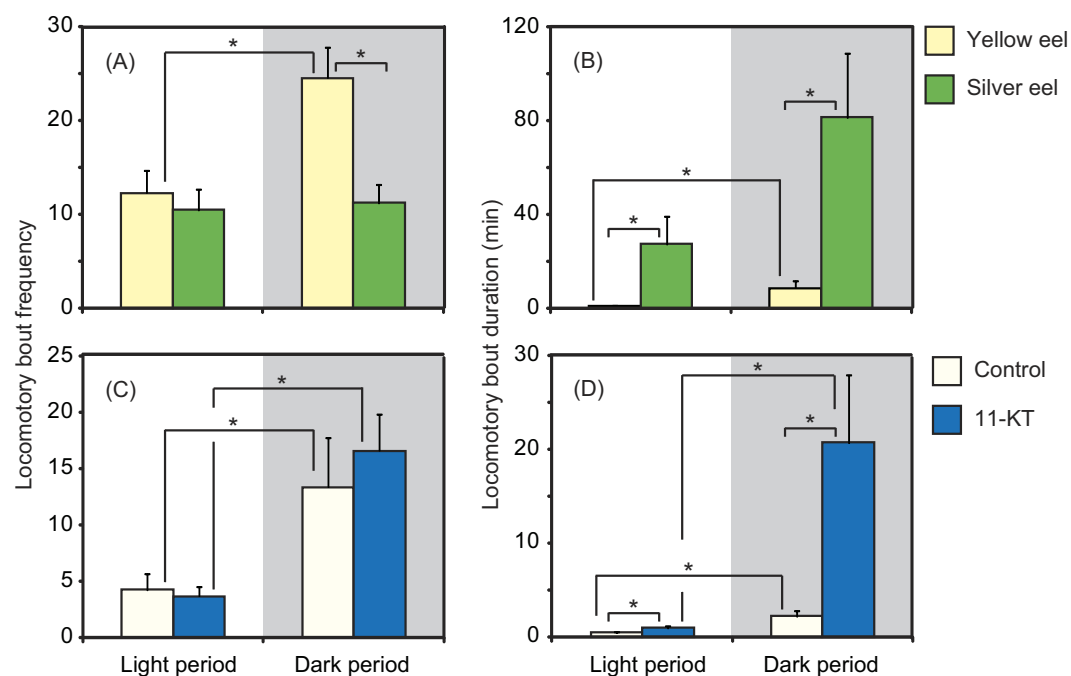 Locomotory bout frequency
(A)
30
20
10
0
*
*
Locomotory bout duration (min)
(B)
120
80
40
0
*
*
*
Yellow eel
Silver eel
(C)
25
20
15
10
5
0
*
*
Light period
Dark period
(D)
30
20
10
0
*
*
*
*
Light period
Dark period
Control
11-KT